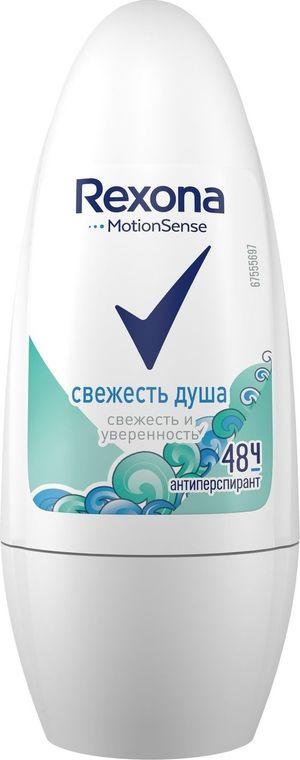 Rexona
MotionSense
67555697
свежесть душа
свежесть и
уверенность
48ч
антиперспирант